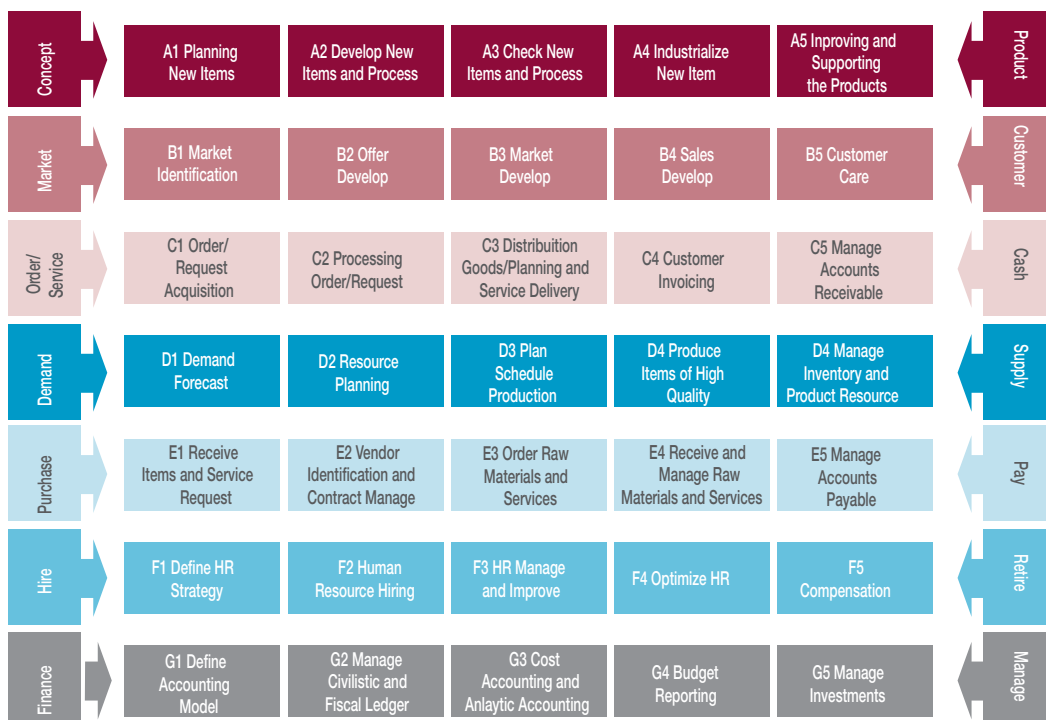 Concept
A1 Planning
New Items
A2 Develop New
Items and Process
A3 Check New
Items and Process
A4 Industrialize
New Item
A5 Inproving and
Supporting
the Products
Product
Market
B1 Market
Identification
B2 Offer
Develop
B3 Market
Develop
B4 Sales
Develop
B5 Customer
Care
Customer
Order/
Service
C1 Order/
Request
Acquisition
C2 Processing
Order/Request
C3 Distribuition
Goods/Planning and
Service Delivery
C4 Customer
Invoicing
C5 Manage
Accounts
Receivable
Cash
Demand
D1 Demand
Forecast
D2 Resource
Planning
D3 Plan
Schedule
Production
D4 Produce
Items of High
Quality
D4 Manage
Inventory and
Product Resource
Supply
Purchase
E1 Receive
Items and Service
Request
E2 Vendor
Identification and
Contract Manage
E3 Order Raw
Materials and
Services
E4 Receive and
Manage Raw
Materials and Services
E5 Manage
Accounts
Payable
Pay
Hire
F1 Define HR
Strategy
F2 Human
Resource Hiring
F3 HR Manage
and Improve
F4 Optimize HR
F5
Compensation
Retire
Finance
G1 Define
Accounting
Model
G2 Manage
Civilistic and
Fiscal Ledger
G3 Cost
Accounting and
Anlaytic Accounting
G4 Budget
Reporting
G5 Manage
Investments
Manage